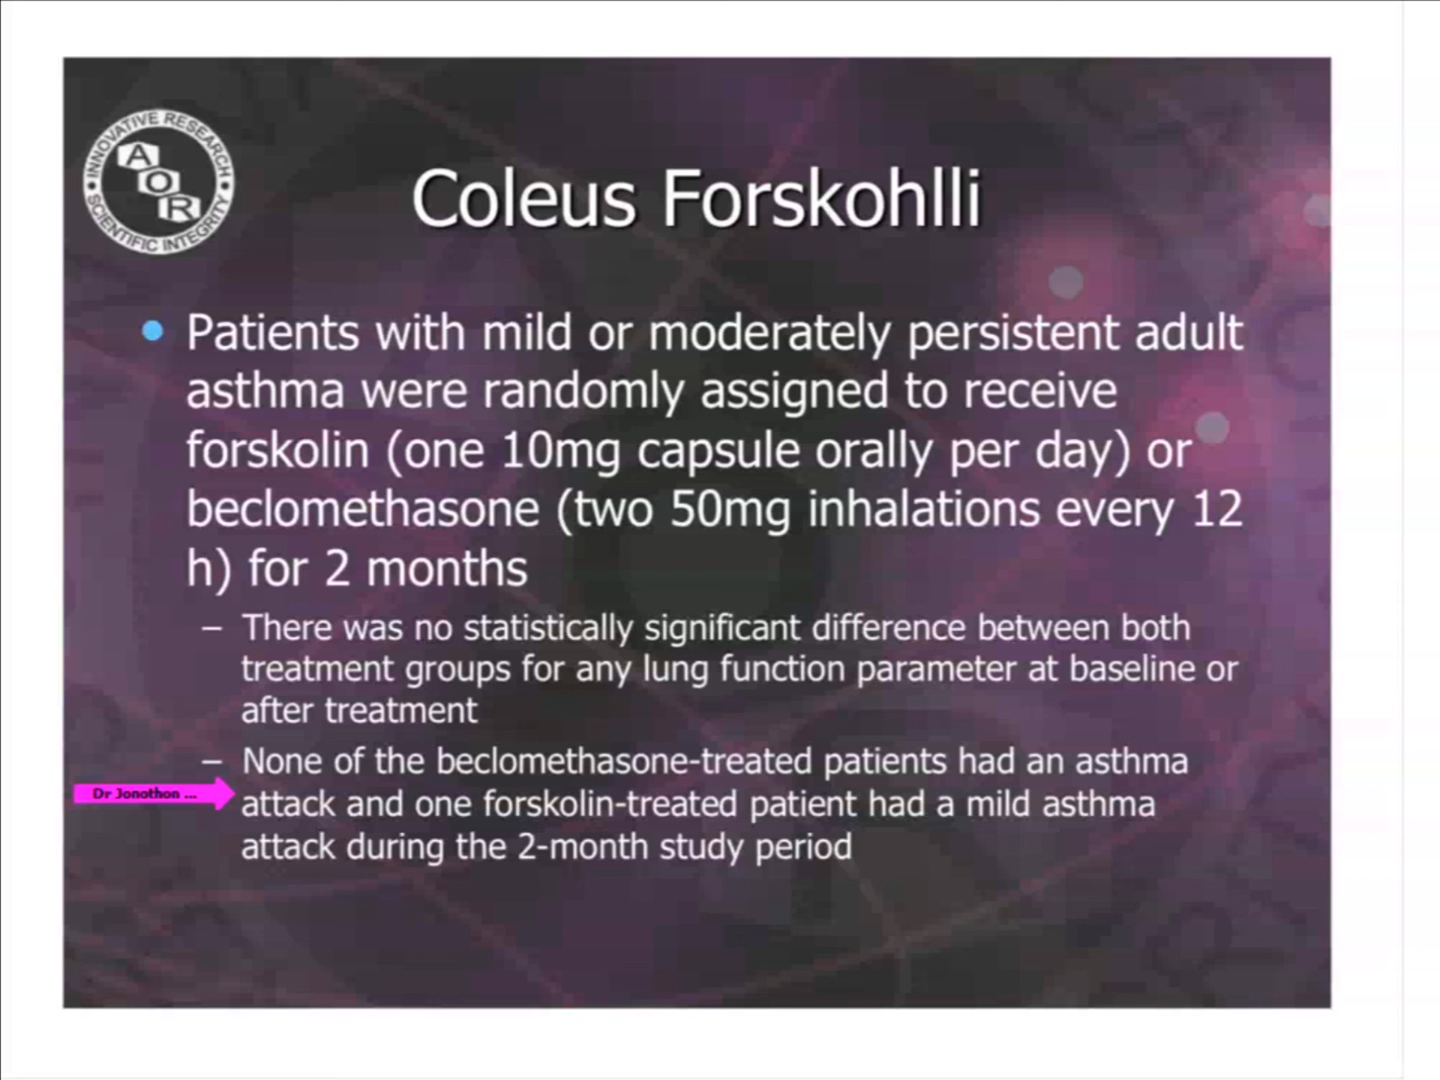 INNOVATIVE RESEARCH
AOR
SCIENTIFIC INTEGRITY
Coleus Forskohlli
• Patients with mild or moderately persistent adult
asthma were randomly assigned to receive
forskolin (one 10mg capsule orally per day) or
beclomethasone (two 50mg inhalations every 12
h) for 2 months
– There was no statistically significant difference between both
treatment groups for any lung function parameter at baseline or
after treatment
– None of the beclomethasone-treated patients had an asthma
Dr Jonothon ...
attack and one forskolin-treated patient had a mild asthma
attack during the 2-month study period